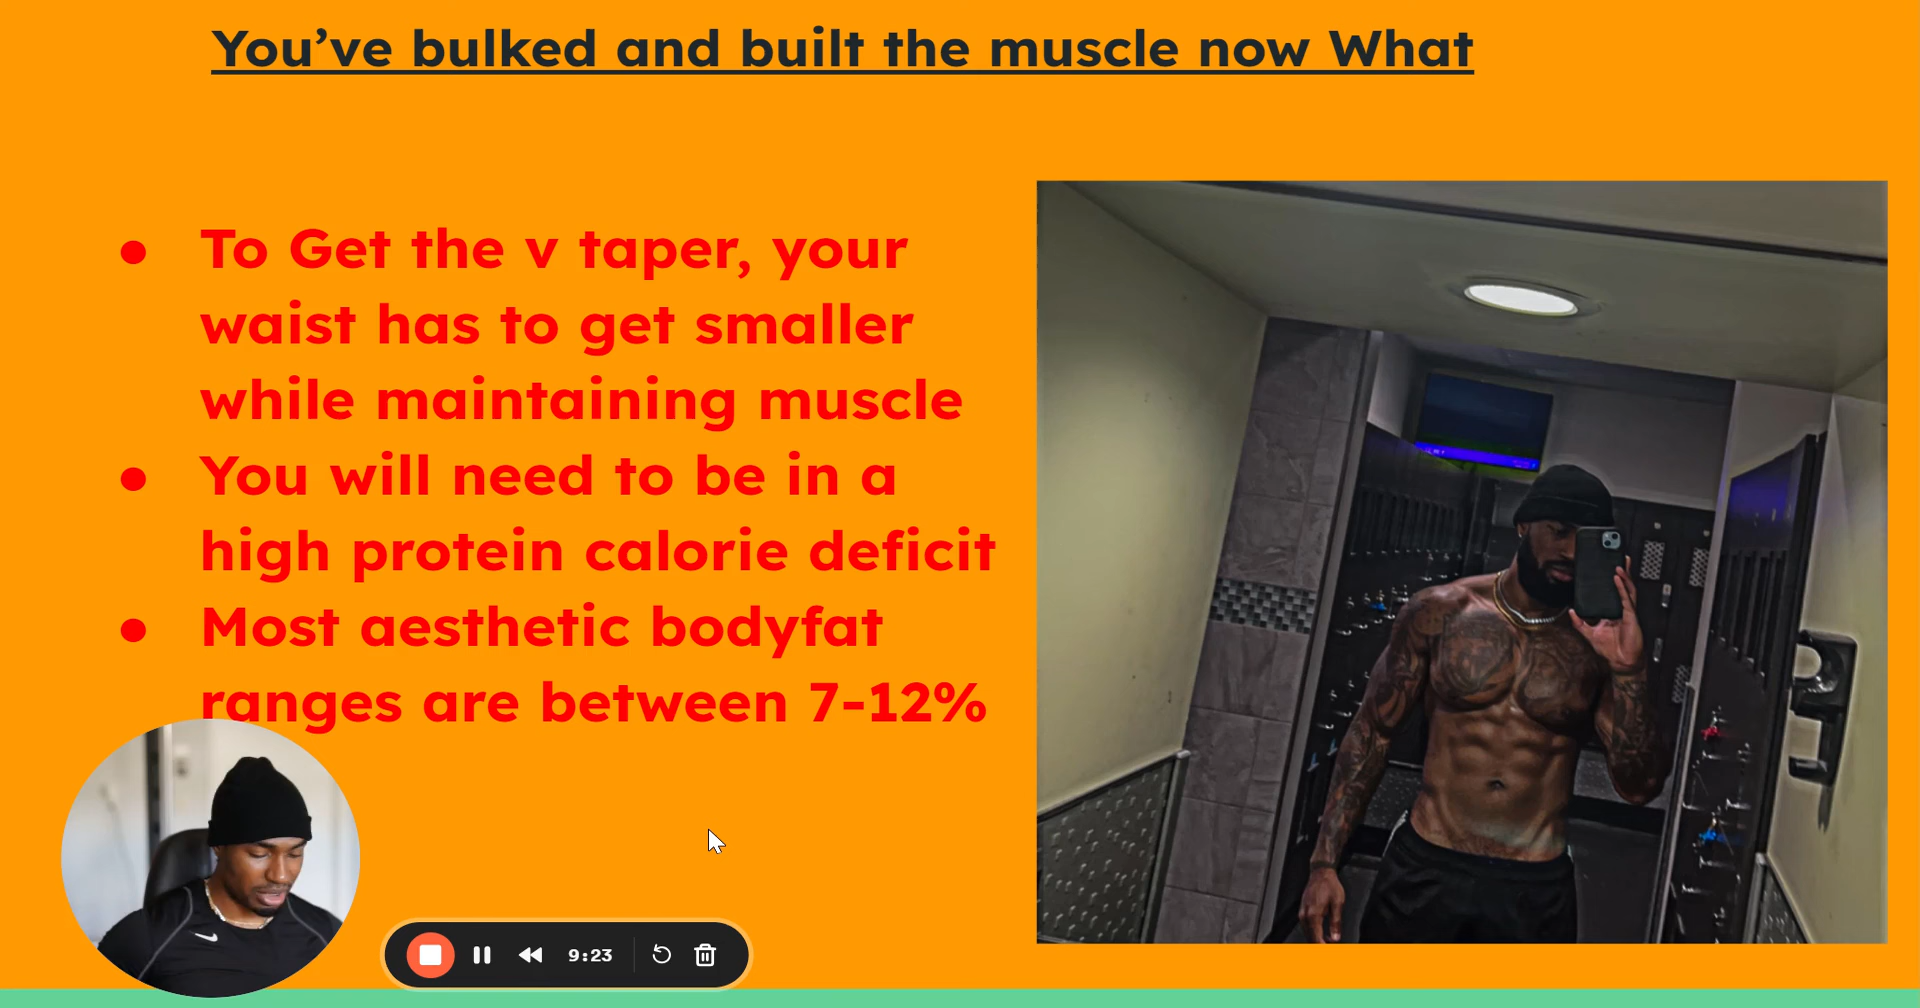 You’ve bulked and built the muscle now What
● To Get the v taper, your
waist has to get smaller
while maintaining muscle
● You will need to be in a
high protein calorie deficit
● Most aesthetic bodyfat
ranges are between 7-12%
9:23